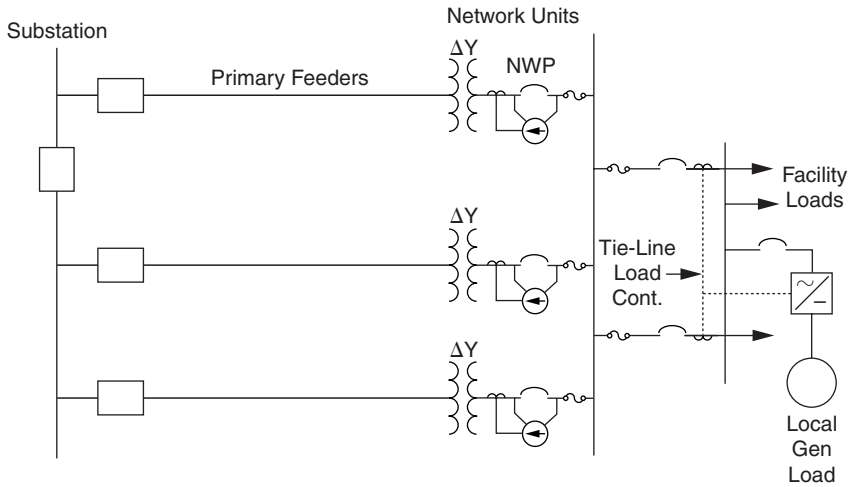 Substation
Network Units
ΔY
NWP
Primary Feeders
Facility
Loads
ΔY
Tie-Line
Load
Cont.
ΔY
Local
Gen
Load